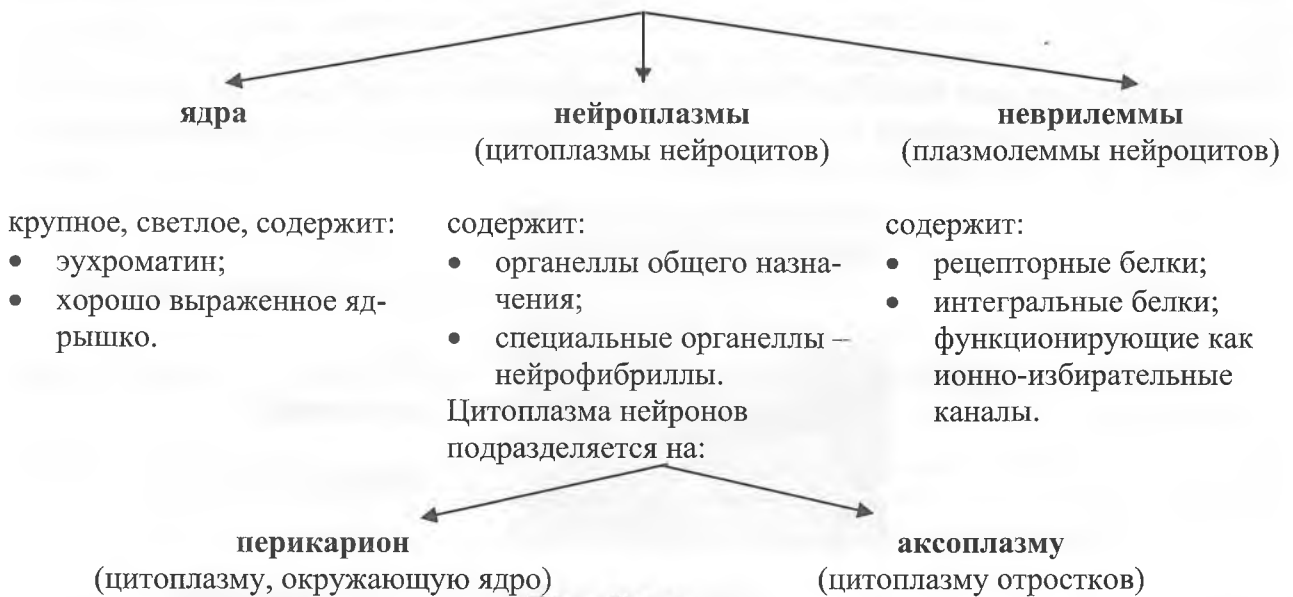 ядра
нейроплазмы
(цитоплазмы нейроцитов)
неврилеммы
(плазмолеммы нейроцитов)
крупное, светлое, содержит:
• эухроматин;
• хорошо выраженное яд-
рышко.
содержит:
• органеллы общего назна-
чения;
• специальные органеллы –
нейрофибриллы.
Цитоплазма нейронов
подразделяется на:
содержит:
• рецепторные белки;
• интегральные белки;
функционирующие как
ионно-избирательные
каналы.
перикарион
(цитоплазму, окружающую ядро)
аксоплазму
(цитоплазму отростков)